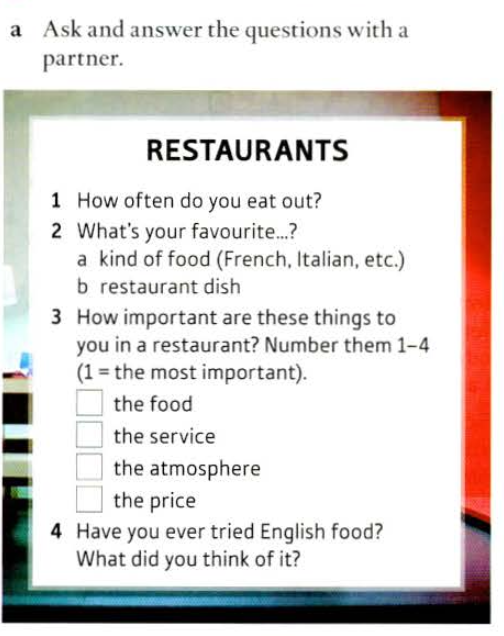 a Ask and answer the questions with a
partner.
RESTAURANTS
1 How often do you eat out?
2 What's your favourite...?
a kind of food (French, Italian, etc.)
b restaurant dish
3 How important are these things to
you in a restaurant? Number them 1–4
(1 = the most important).
the food
the service
the atmosphere
the price
4 Have you ever tried English food?
What did you think of it?